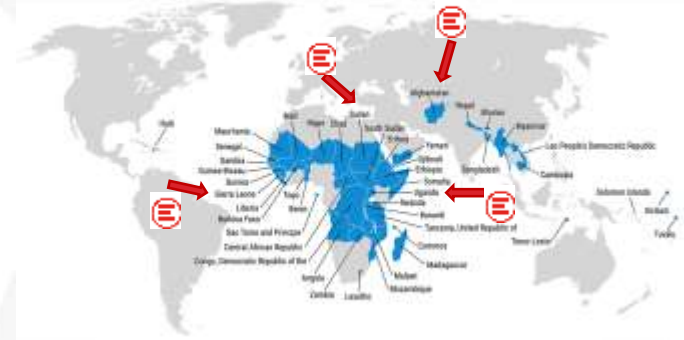 Afghanistan
Nepal
Bhutan
Myanmar
Lao People's Democratic Republic
Cambodia
Bangladesh
Haiti
Mauritania
Mali
Niger
Chad
Sudan
South Sudan
Eritrea
Yemen
Djibouti
Ethiopia
Somalia
Uganda
Rwanda
Burundi
Tanzania, United Republic of
Comoros
Madagascar
Malawi
Mozambique
Senegal
Gambia
Guinea-Bissau
Guinea
Sierra Leone
Liberia
Burkina Faso
Togo
Benin
Sao Tome and Principe
Central African Republic
Congo, Democratic Republic of the
Angola
Zambia
Lesotho
Solomon Islands
Kiribati
Tuvalu
Timor-Leste